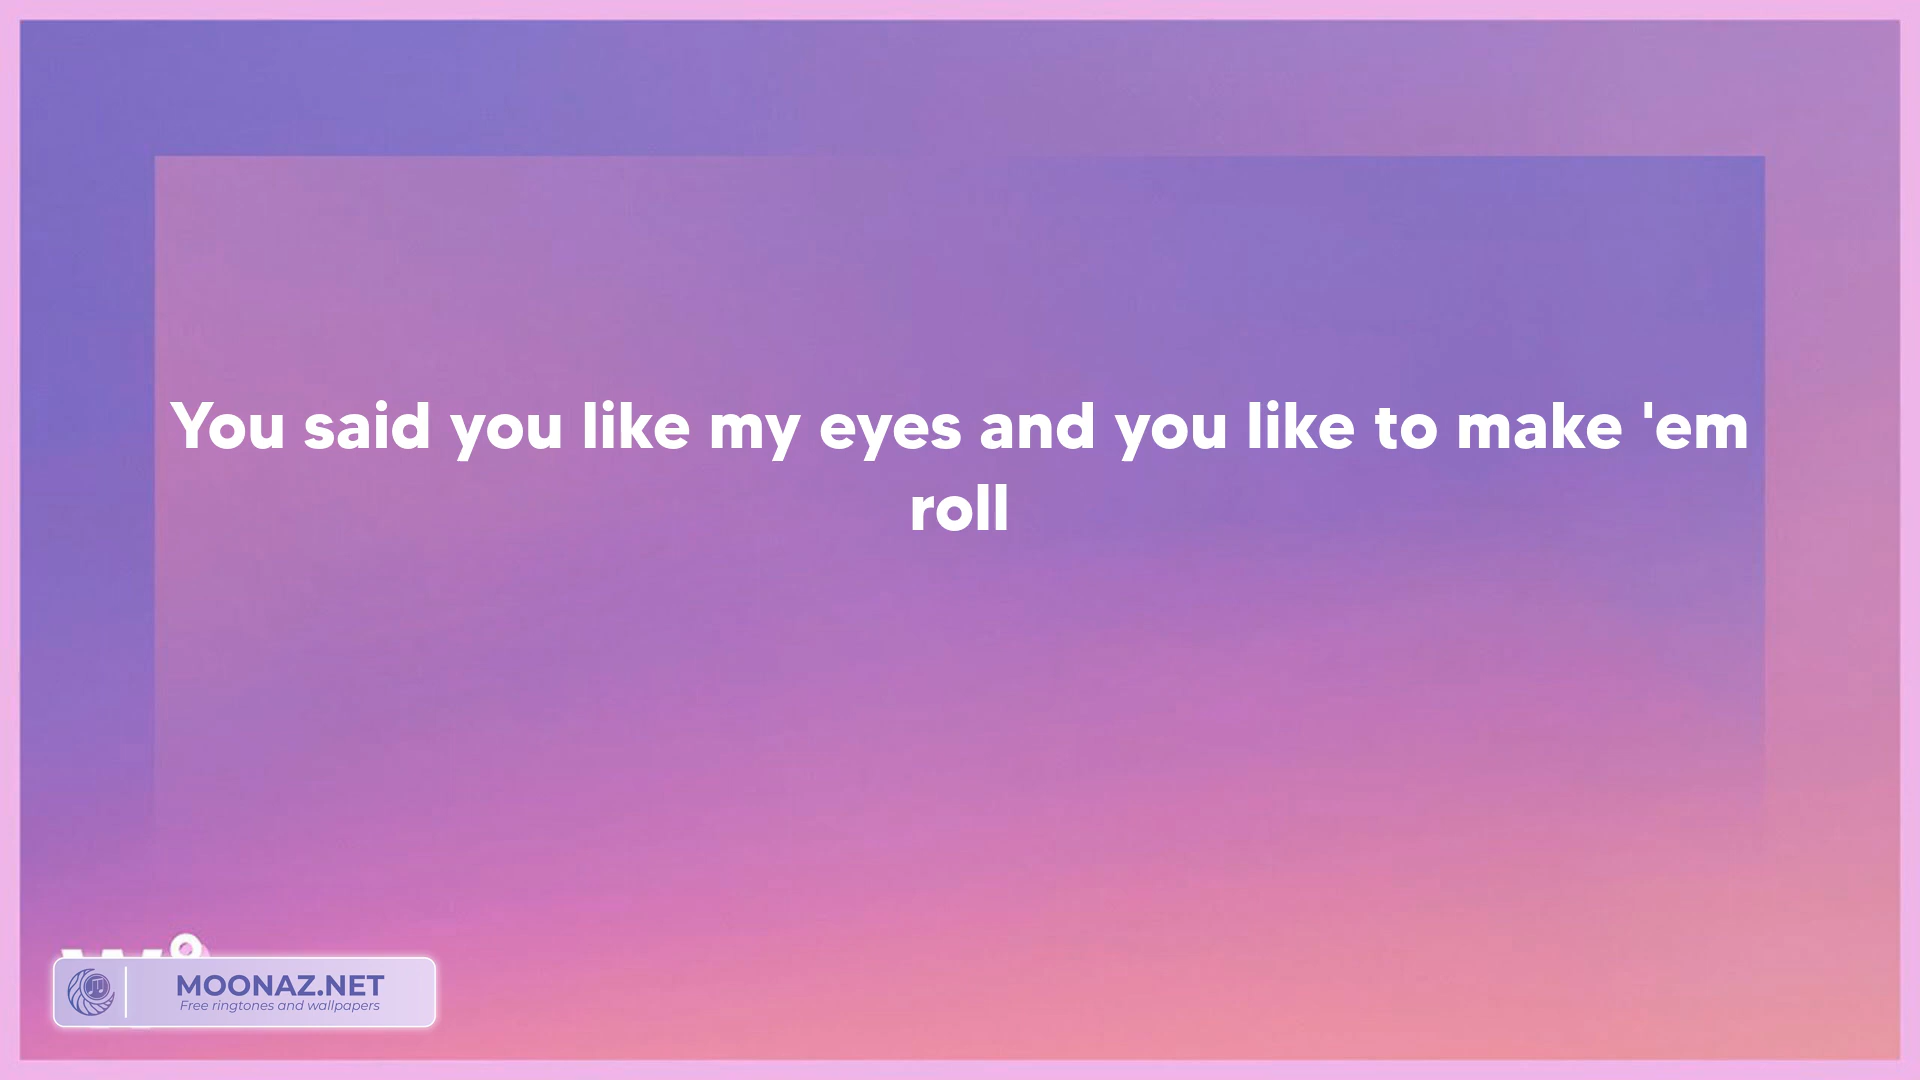 You said you like my eyes and you like to make 'em
roll
MOONAZ.NET
Free ringtones and wallpapers